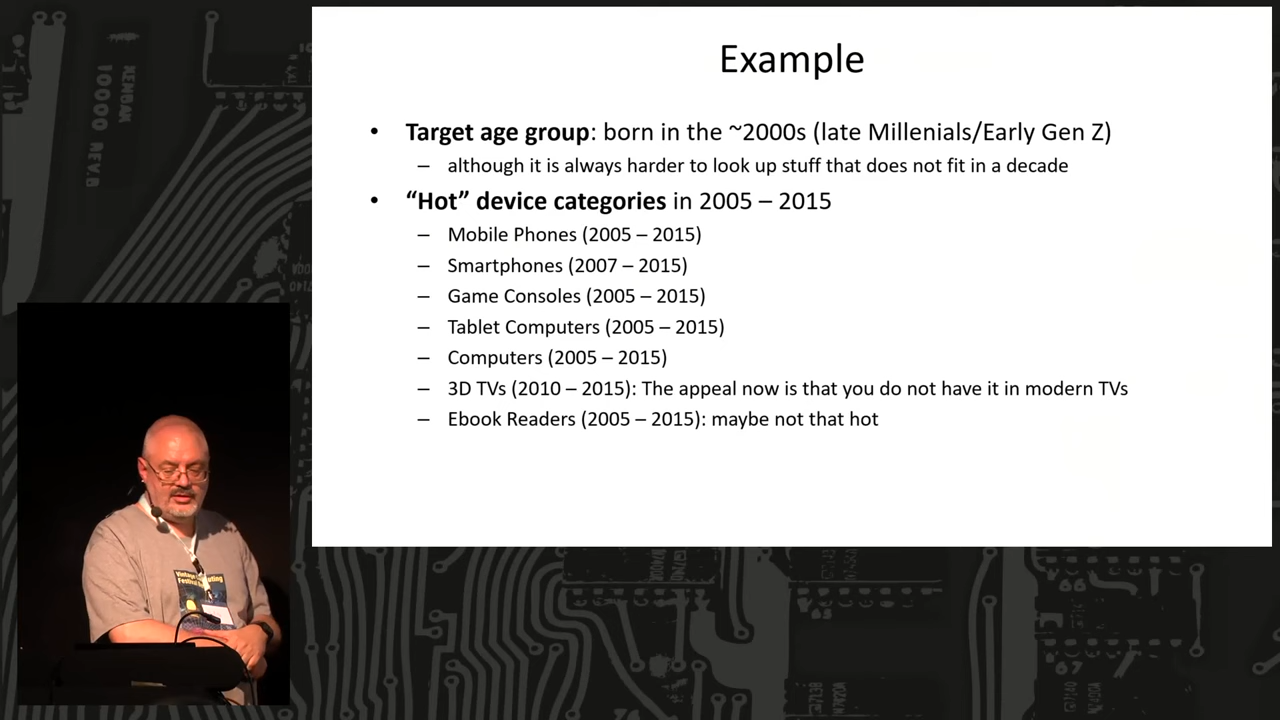 Example
• Target age group: born in the ~2000s (late Millenials/Early Gen Z)
– although it is always harder to look up stuff that does not fit in a decade
• “Hot” device categories in 2005 – 2015
– Mobile Phones (2005 – 2015)
– Smartphones (2007 – 2015)
– Game Consoles (2005 – 2015)
– Tablet Computers (2005 – 2015)
– Computers (2005 – 2015)
– 3D TVs (2010 – 2015): The appeal now is that you do not have it in modern TVs
– Ebook Readers (2005 – 2015): maybe not that hot
10000 REV.B
Vintage
Festival